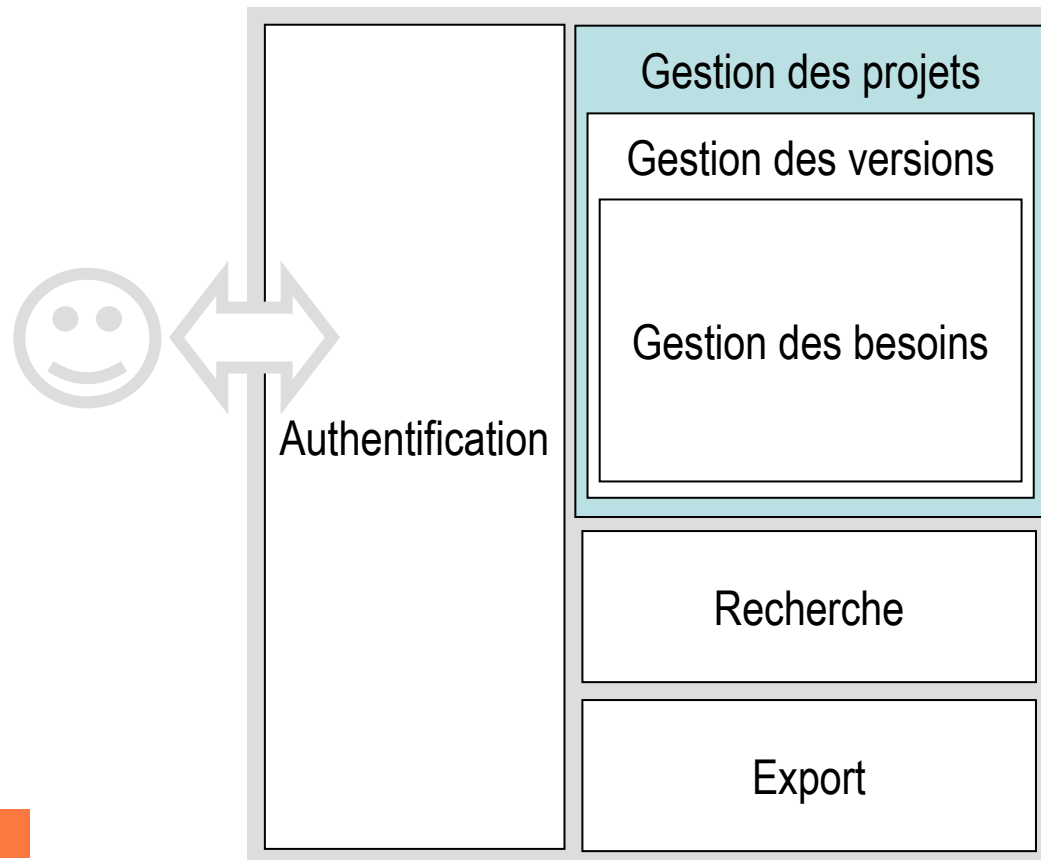 Gestion des projets
Gestion des versions
Gestion des besoins
Authentification
Recherche
Export